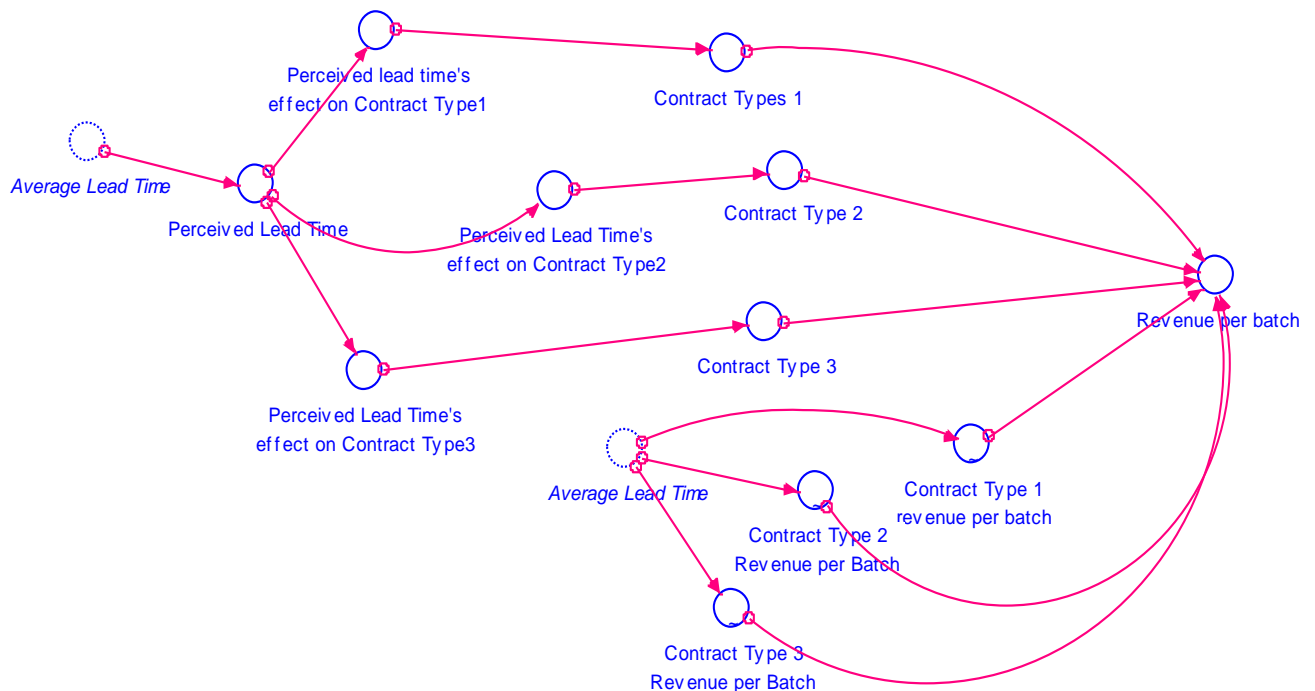 Perceived lead time's
effect on Contract Type1
Contract Types 1
Average Lead Time
Perceived Lead Time
Perceived Lead Time's
effect on Contract Type2
Contract Type 2
Revenue per batch
Contract Type 3
Perceived Lead Time's
effect on Contract Type3
Average Lead Time
Contract Type 1
revenue per batch
Contract Type 2
Revenue per Batch
Contract Type 3
Revenue per Batch